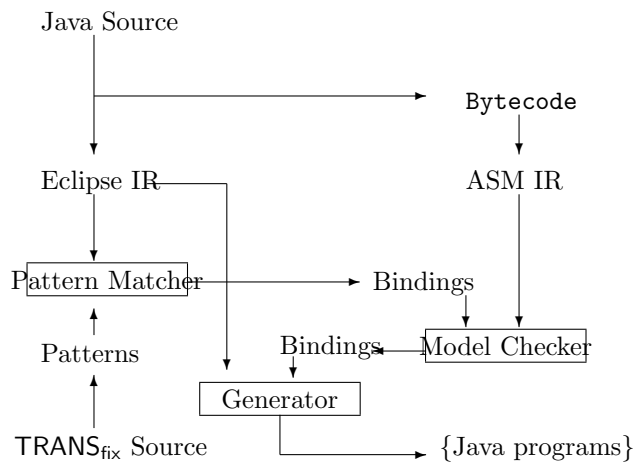 Java Source
Bytecode
Eclipse IR
ASM IR
Pattern Matcher
Bindings
Patterns
Bindings
Model Checker
Generator
TRANSfix Source
{Java programs}